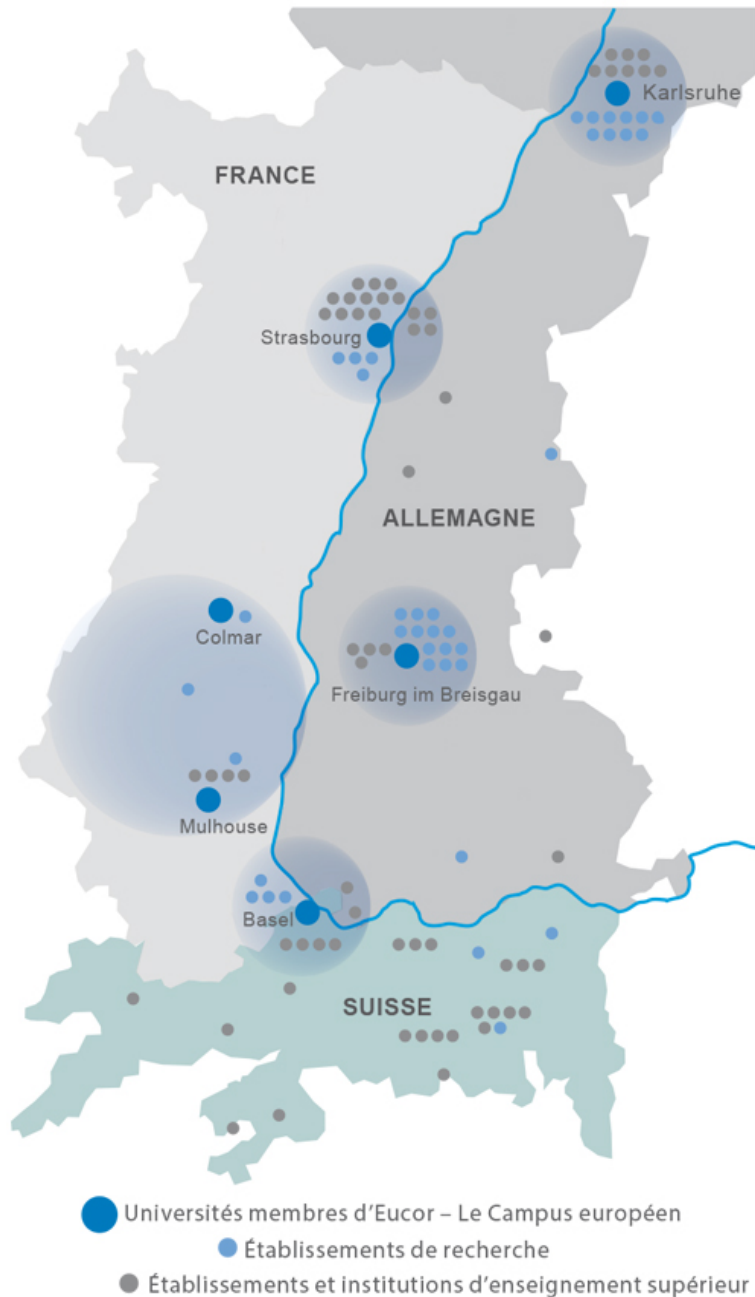 Karlsruhe
FRANCE
Strasbourg
ALLEMAGNE
Colmar
Freiburg im Breisgau
Mulhouse
Basel
SUISSE
Universités membres d'Eucor – Le Campus européen
Établissements de recherche
Établissements et institutions d'enseignement supérieur